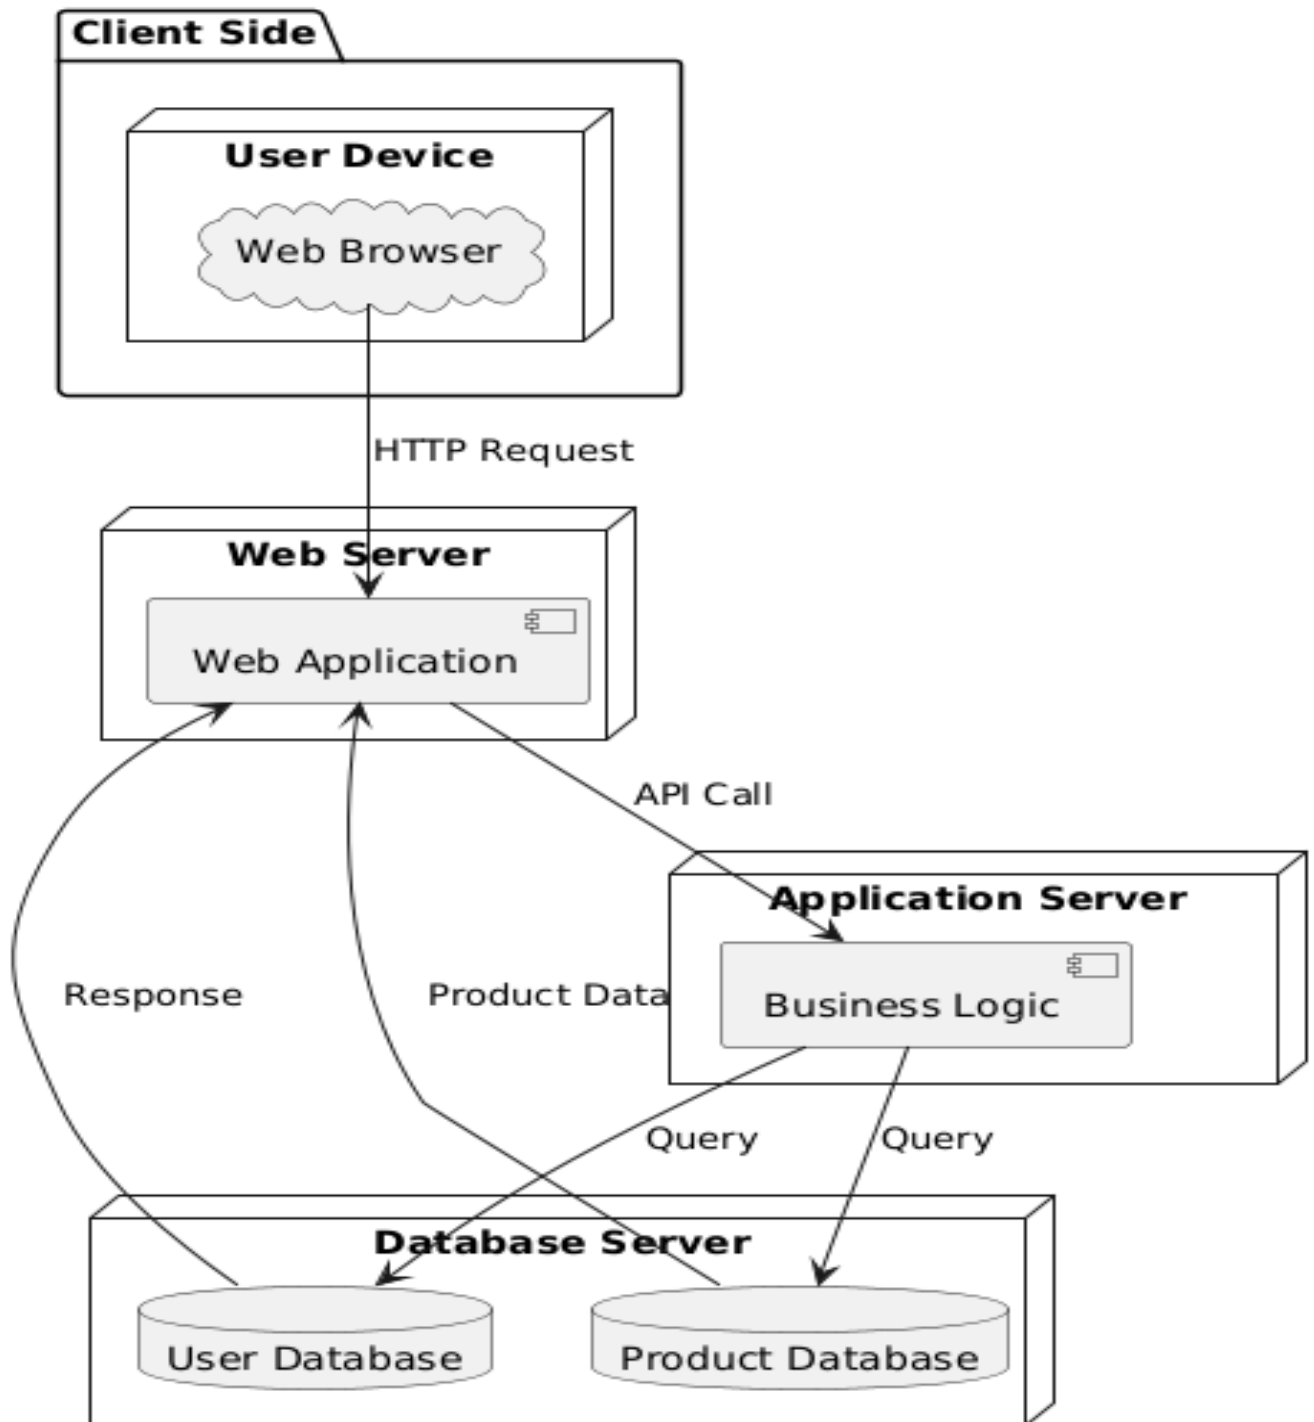 Client Side
User Device
Web Browser
HTTP Request
Web Server
Web Application
API Call
Application Server
Business Logic
Response
Product Data
Query
Query
Database Server
User Database
Product Database